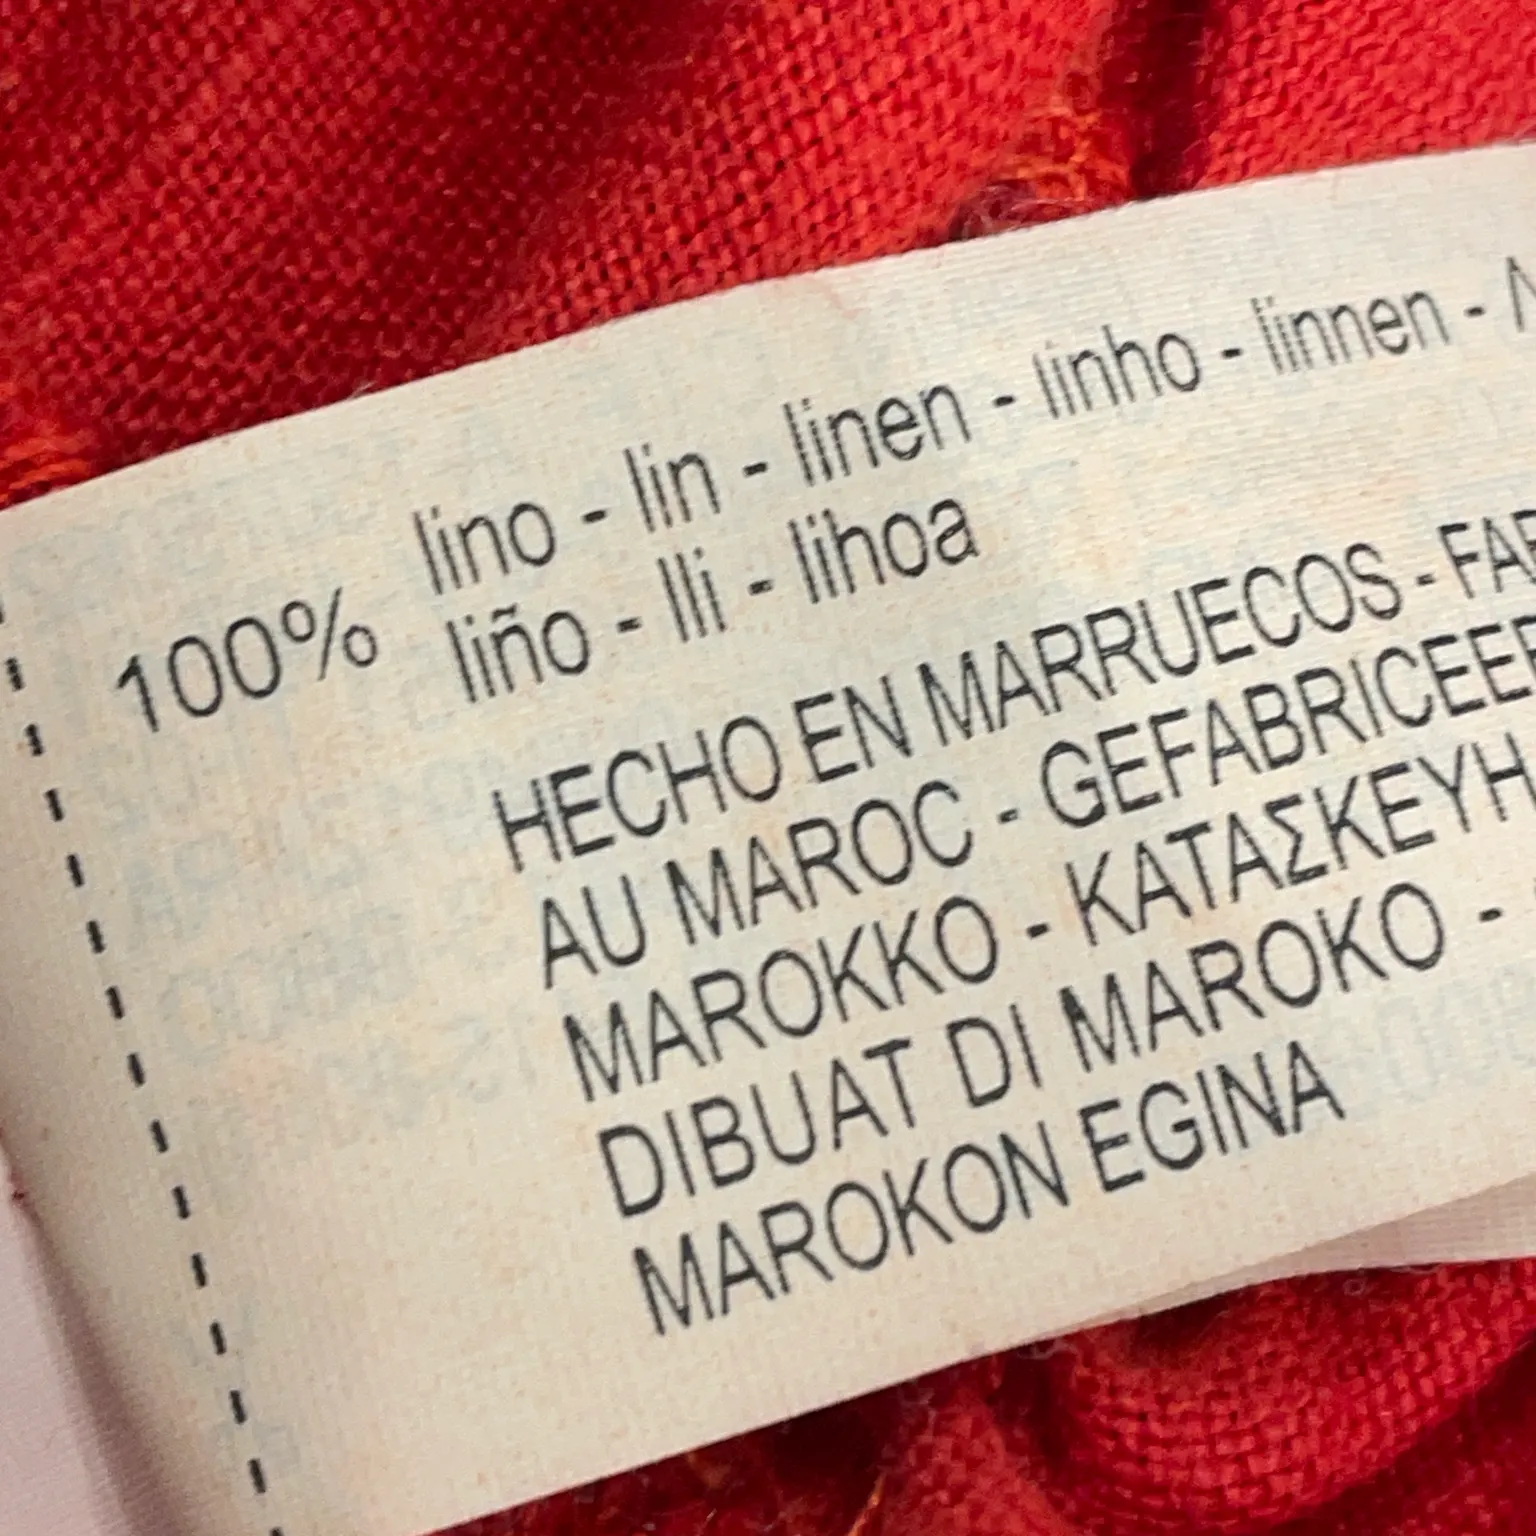 100% lino - lin - linen - linho - linnen -
liño - lli - lihoa
HECHO EN MARRUECOS -
AU MAROC -
MAROKKO - ΚΑΤΑΣΚΕΥΗ
DIBUAT DI MAROKO -
MAROKON EGINA